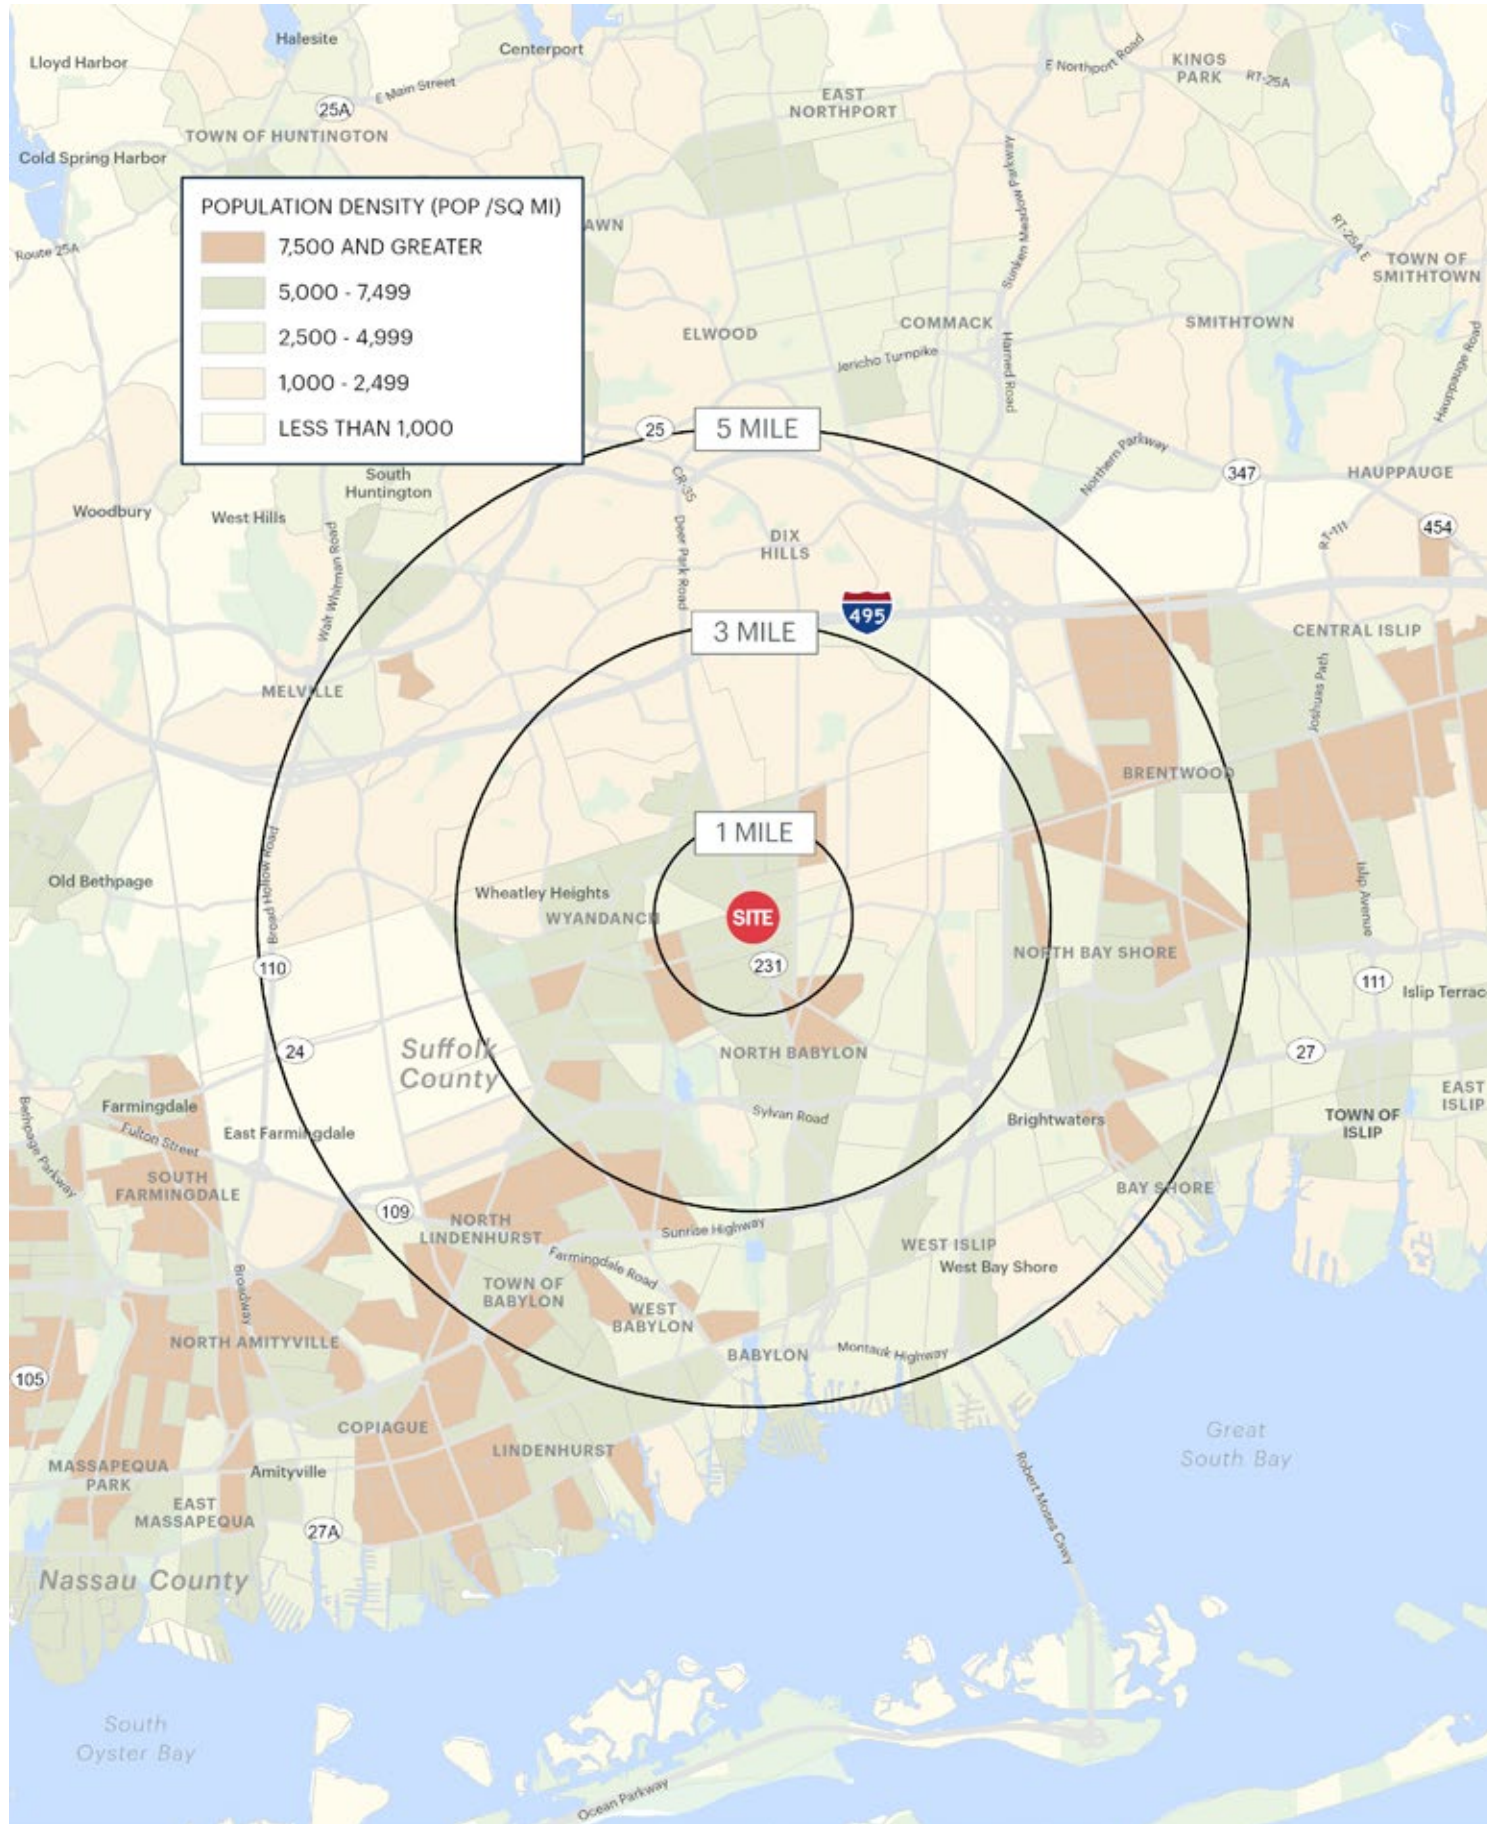 Halesite
Centerport
Lloyd Harbor
E Northport Road
KINGS
PARK
RT-25A
E Main Street
25A
EAST
NORTHPORT
TOWN OF HUNTINGTON
Cold Spring Harbor
Sunken Meadow Parkway
POPULATION DENSITY (POP /SQ MI)
7,500 AND GREATER
5,000 - 7,499
2,500 - 4,999
1,000 - 2,499
LESS THAN 1,000
AWN
Route 25A
RT-25A E
TOWN OF
SMITHTOWN
ELWOOD
COMMACK
SMITHTOWN
Jericho Turnpike
Harned Road
Hauppauge Road
25
5 MILE
Northern Parkway
347
HAUPPAUGE
South
Huntington
CR-35
Woodbury
West Hills
Walt Whitman Road
Deer Park Road
DIX
HILLS
RT-111
454
495
3 MILE
CENTRAL ISLIP
MELVILLE
Joshuas Path
BRENTWOOD
1 MILE
Broad Hollow Road
Old Bethpage
Wheatley Heights
WYANDANCH
SITE
Islip Avenue
NORTH BAY SHORE
231
110
111
Islip Terrac
Suffolk
County
24
NORTH BABYLON
27
EAST
ISLIP
Bethpage Parkway
Farmingdale
Fulton Street
East Farmingdale
Sylvan Road
Brightwaters
TOWN OF
ISLIP
SOUTH
FARMINGDALE
BAY SHORE
109
NORTH
LINDENHURST
Sunrise Highway
Farmingdale Road
WEST ISLIP
West Bay Shore
Broadway
TOWN OF
BABYLON
WEST
BABYLON
NORTH AMITYVILLE
BABYLON
Montauk Highway
105
COPIAGUE
LINDENHURST
Great
South Bay
MASSAPEQUA
PARK
Amityville
EAST
MASSAPEQUA
27A
Robert Moses Cswy
Nassau County
South
Oyster Bay
Ocean Parkway